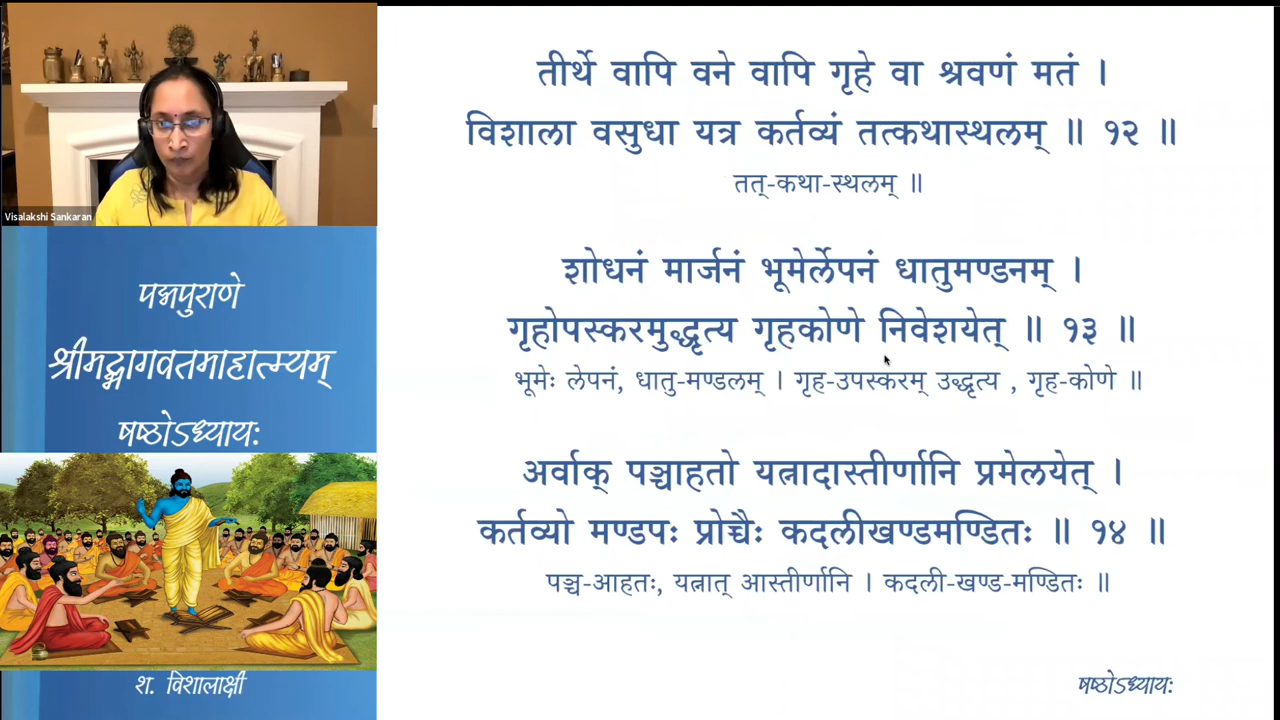 Visalakshi Sankaran
पद्मपुराणे
श्रीमद्भागवतमाहात्म्यम्
षष्ठोऽध्यायः
श. विशालाक्षी
तीर्थे वापि वने वापि गृहे वा श्रवणं मतं ।
विशाला वसुधा यत्र कर्तव्यं तत्कथास्थलम् ॥ १२ ॥
तत्-कथा-स्थलम् ॥
शोधनं मार्जनं भूमेर्लेपनं धातुमण्डनम् ।
गृहोपस्करमुद्धृत्य गृहकोणे निवेशयेत् ॥ १३ ॥
भूमेः लेपनं, धातु-मण्डलम् । गृह-उपस्करम् उद्धृत्य , गृह-कोणे ॥
अर्वाक् पञ्चाहतो यत्नादास्तीर्णानि प्रमेलयेत् ।
कर्तव्यो मण्डपः प्रोच्चैः कदलीखण्डमण्डितः ॥ १४ ॥
पञ्च-आहतः, यत्नात् आस्तीर्णानि । कदली-खण्ड-मण्डितः ॥
षष्ठोऽध्यायः